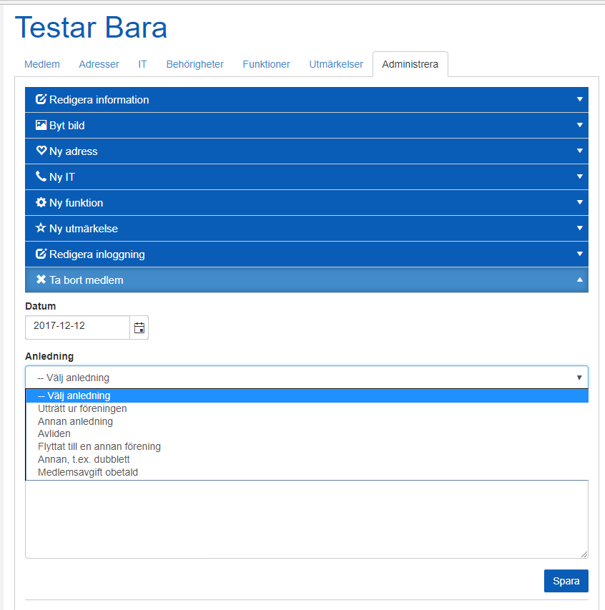 Testar Bara
Medlem Adresser IT Behörigheter Funktioner Utmärkelser Administrera
Redigera information
Byt bild
Ny adress
Ny IT
Ny funktion
Ny utmärkelse
Redigera inloggning
Ta bort medlem
Datum
2017-12-12
Anledning
-- Välj anledning
-- Välj anledning
Utträtt ur föreningen
Annan anledning
Avliden
Flyttat till en annan förening
Annan, t.ex. dubblett
Medlemsavgift obetald
Spara